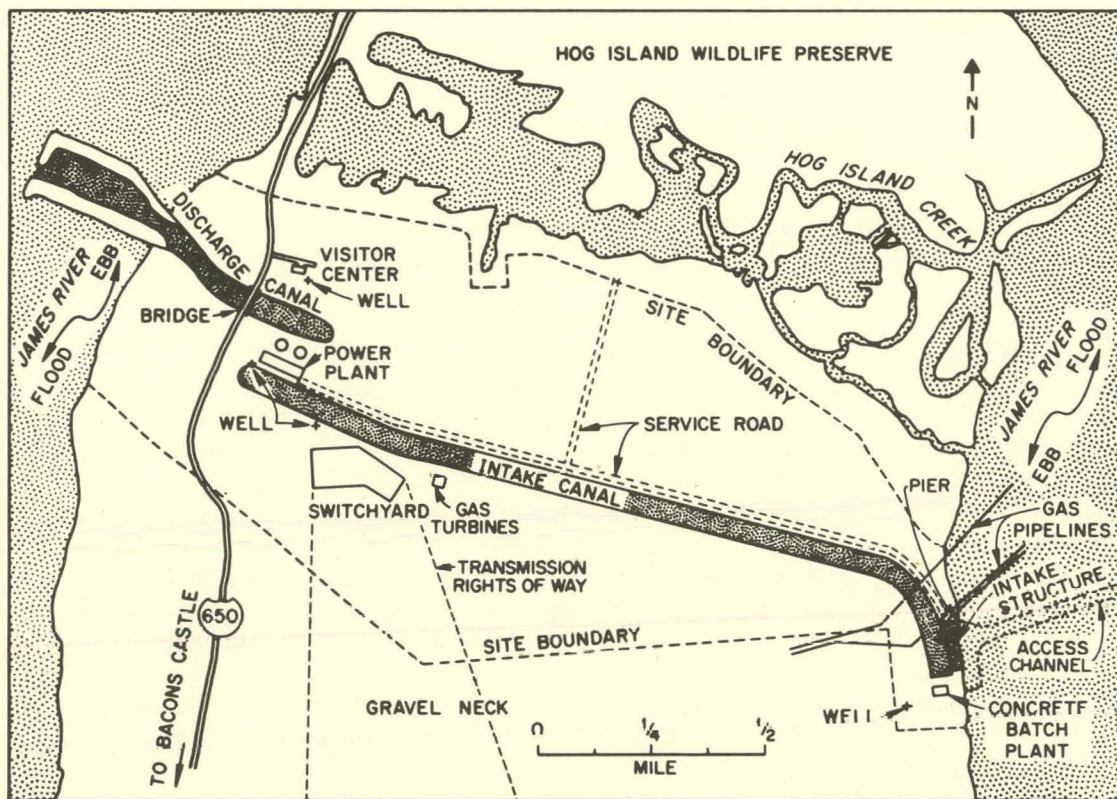 HOG ISLAND WILDLIFE PRESERVE
N
HOG ISLAND CREEK
DISCHARGE
CANAL
VISITOR
CENTER
WELL
BRIDGE
JAMES RIVER
EBB
FLOOD
POWER
PLANT
WELL
SITE
BOUNDARY
SERVICE ROAD
INTAKE CANAL
SWITCHYARD
GAS
TURBINES
TRANSMISSION
RIGHTS OF WAY
JAMES RIVER
FLOOD
EBB
PIER
GAS
PIPELINES
INTAKE
STRUCTURE
ACCESS
CHANNEL
650
TO BACONS CASTLE
SITE BOUNDARY
GRAVEL NECK
WELL
CONCRETE
BATCH
PLANT
0 1/4 1/2
MILE